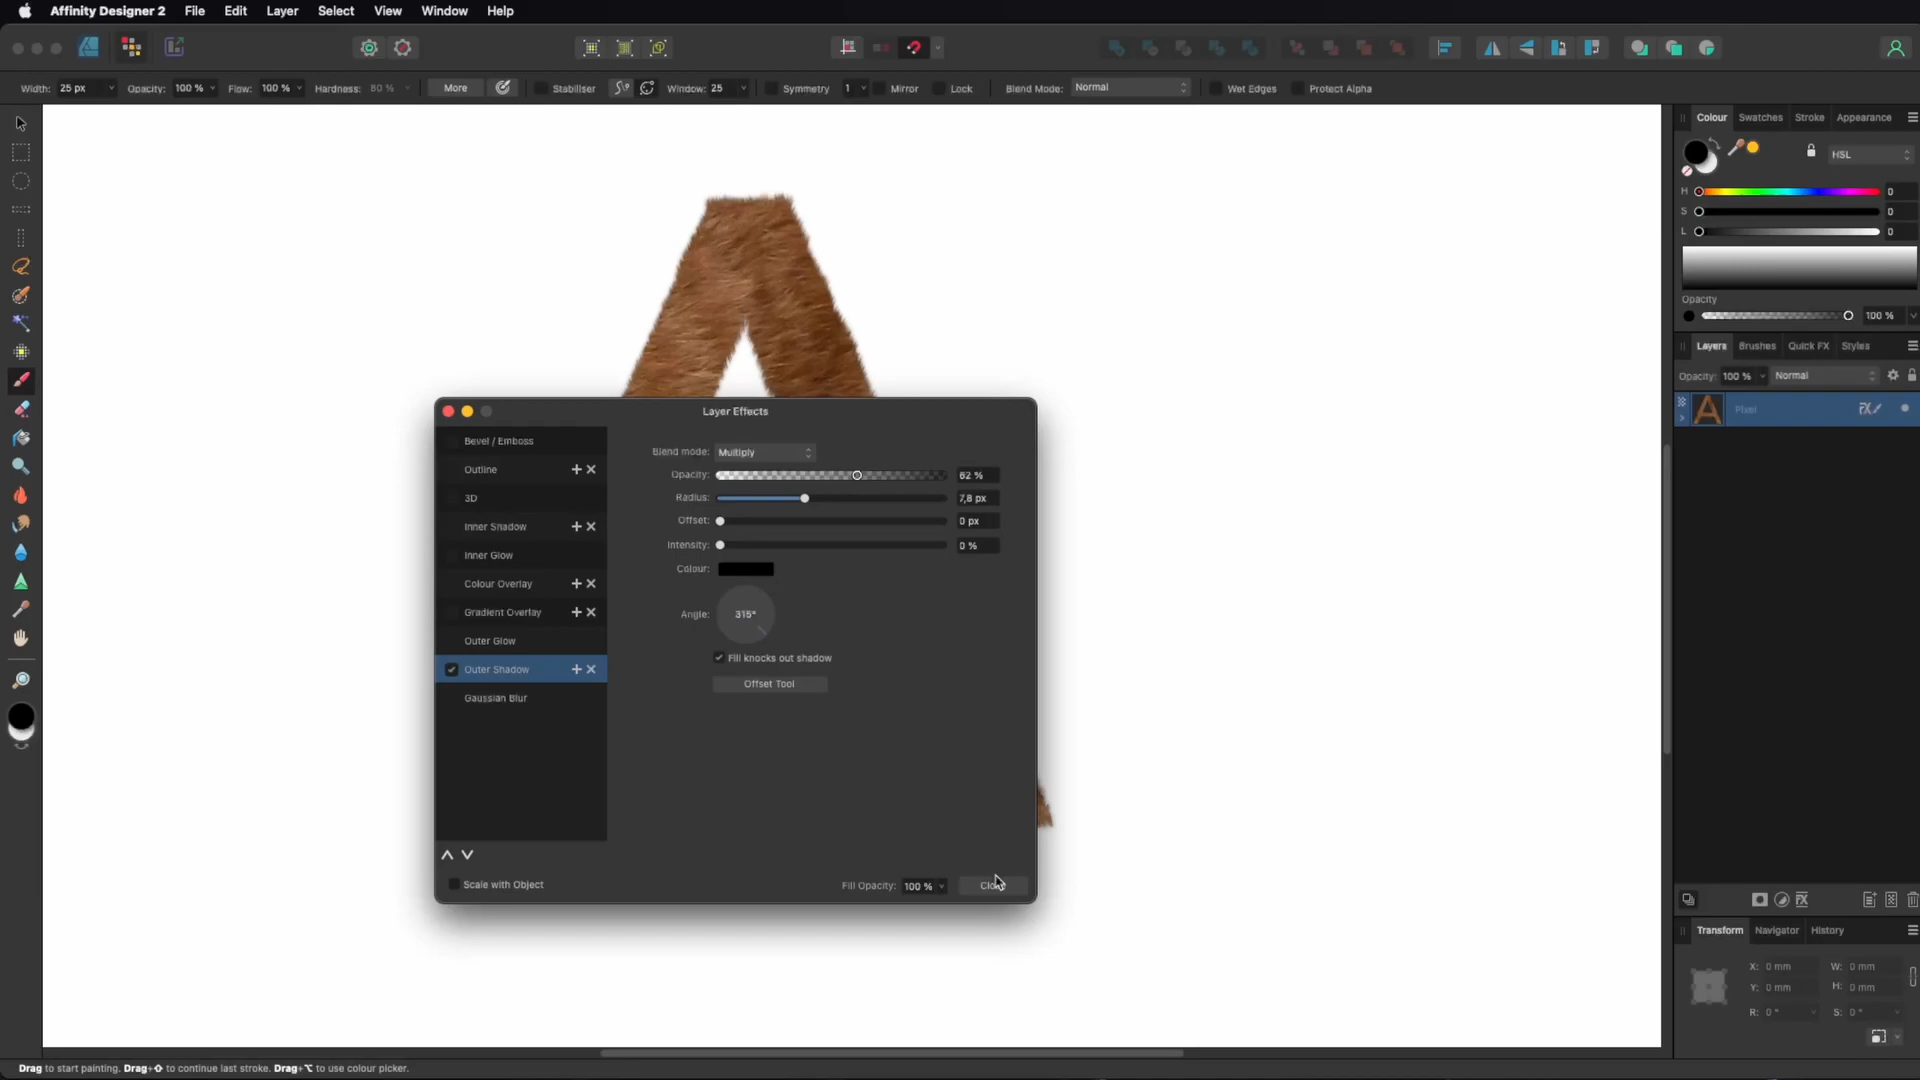 Affinity Designer 2 File Edit Layer Select View Window Help
Width: 25 px Opacity: 100 % Flow: 100 % Hardness: 80 % More Stabiliser Window: 25 Symmetry 1 Mirror Lock Blend Mode: Normal Wet Edges Protect Alpha
Colour Swatches Stroke Appearance
HSL
H 0
S 0
L 0
Opacity
100 %
Layers Brushes Quick FX Styles
Opacity: 100 % Normal
Pixel
Layer Effects
Bevel / Emboss
Outline
3D
Inner Shadow
Inner Glow
Colour Overlay
Gradient Overlay
Outer Glow
Outer Shadow
Gaussian Blur
Blend mode: Multiply
Opacity: 62 %
Radius: 7,8 px
Offset: 0 px
Intensity: 0 %
Colour:
Angle: 315°
Fill knocks out shadow
Offset Tool
Scale with Object
Fill Opacity: 100 %
Transform Navigator History
X: 0 mm W: 0 mm
Y: 0 mm H: 0 mm
R: 0 ° S: 0 °
Drag to start painting. Drag+⇧ to continue last stroke. Drag+⌥ to use colour picker.